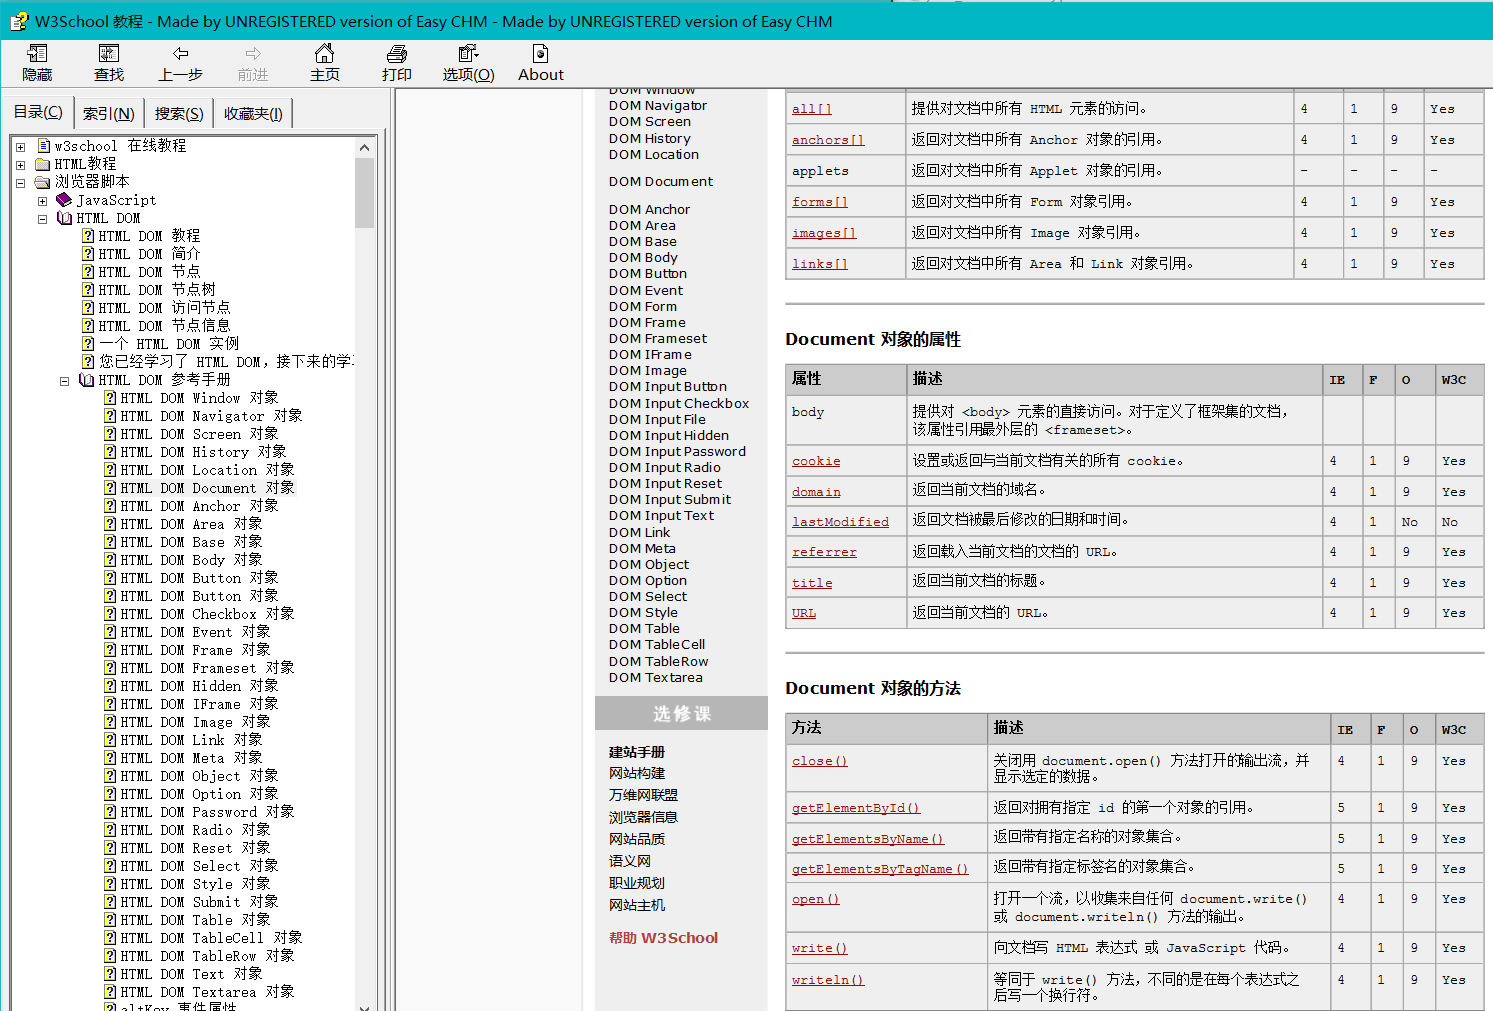 W3School 教程 - Made by UNREGISTERED version of Easy CHM - Made by UNREGISTERED version of Easy CHM
隐藏 查找 上一步 前进 主页 打印 选项(O) About
目录(C) 索引(N) 搜索(S) 收藏夹(I)
w3school 在线教程
HTML教程
浏览器脚本
JavaScript
HTML DOM
HTML DOM 教程
HTML DOM 简介
HTML DOM 节点
HTML DOM 节点树
HTML DOM 访问节点
HTML DOM 节点信息
一个 HTML DOM 实例
您已经学习了 HTML DOM，接下来的学
HTML DOM 参考手册
HTML DOM Window 对象
HTML DOM Navigator 对象
HTML DOM Screen 对象
HTML DOM History 对象
HTML DOM Location 对象
HTML DOM Document 对象
HTML DOM Anchor 对象
HTML DOM Area 对象
HTML DOM Base 对象
HTML DOM Body 对象
HTML DOM Button 对象
HTML DOM Button 对象
HTML DOM Checkbox 对象
HTML DOM Event 对象
HTML DOM Frame 对象
HTML DOM Frameset 对象
HTML DOM Hidden 对象
HTML DOM IFrame 对象
HTML DOM Image 对象
HTML DOM Link 对象
HTML DOM Meta 对象
HTML DOM Object 对象
HTML DOM Option 对象
HTML DOM Password 对象
HTML DOM Radio 对象
HTML DOM Reset 对象
HTML DOM Select 对象
HTML DOM Style 对象
HTML DOM Submit 对象
HTML DOM Table 对象
HTML DOM TableCell 对象
HTML DOM TableRow 对象
HTML DOM Text 对象
HTML DOM Textarea 对象
altKey 事件属性
DOM Window
DOM Navigator
DOM Screen
DOM History
DOM Location
DOM Document
DOM Anchor
DOM Area
DOM Base
DOM Body
DOM Button
DOM Event
DOM Form
DOM Frame
DOM Frameset
DOM IFrame
DOM Image
DOM Input Button
DOM Input Checkbox
DOM Input File
DOM Input Hidden
DOM Input Password
DOM Input Radio
DOM Input Reset
DOM Input Submit
DOM Input Text
DOM Link
DOM Meta
DOM Object
DOM Option
DOM Select
DOM Style
DOM Table
DOM TableCell
DOM TableRow
DOM Textarea
选修课
建站手册
网站构建
万维网联盟
浏览器信息
网站品质
语义网
职业规划
网站主机
帮助 W3School
all[] 提供对文档中所有 HTML 元素的访问。 4 1 9 Yes
anchors[] 返回对文档中所有 Anchor 对象的引用。 4 1 9 Yes
applets 返回对文档中所有 Applet 对象的引用。 - - - -
forms[] 返回对文档中所有 Form 对象引用。 4 1 9 Yes
images[] 返回对文档中所有 Image 对象引用。 4 1 9 Yes
links[] 返回对文档中所有 Area 和 Link 对象引用。 4 1 9 Yes
Document 对象的属性
属性 描述 IE F O W3C
body 提供对 <body> 元素的直接访问。对于定义了框架集的文档，
该属性引用最外层的 <frameset>。
cookie 设置或返回与当前文档有关的所有 cookie。 4 1 9 Yes
domain 返回当前文档的域名。 4 1 9 Yes
lastModified 返回文档被最后修改的日期和时间。 4 1 No No
referrer 返回载入当前文档的文档的 URL。 4 1 9 Yes
title 返回当前文档的标题。 4 1 9 Yes
URL 返回当前文档的 URL。 4 1 9 Yes
Document 对象的方法
方法 描述 IE F O W3C
close() 关闭用 document.open() 方法打开的输出流，并 4 1 9 Yes
显示选定的数据。
getElementById() 返回对拥有指定 id 的第一个对象的引用。 5 1 9 Yes
getElementsByName() 返回带有指定名称的对象集合。 5 1 9 Yes
getElementsByTagName() 返回带有指定标签名的对象集合。 5 1 9 Yes
open() 打开一个流，以收集来自任何 document.write() 4 1 9 Yes
或 document.writeln() 方法的输出。
write() 向文档写 HTML 表达式 或 JavaScript 代码。 4 1 9 Yes
writeln() 等同于 write() 方法，不同的是在每个表达式之 4 1 9 Yes
后写一个换行符。